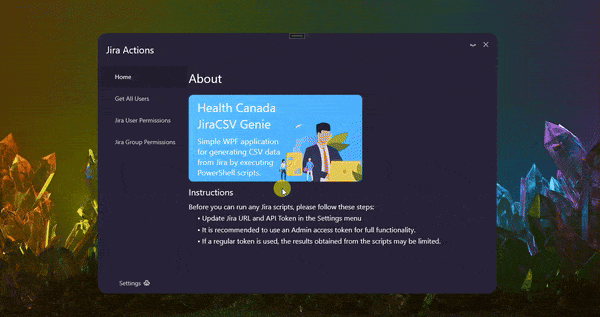 Jira Actions
Home
Get All Users
Jira User Permissions
Jira Group Permissions
Settings
About
Health Canada
JiraCSV Genie
Simple WPF application
for generating CSV data
from Jira by executing
PowerShell scripts.
Instructions
Before you can run any Jira scripts, please follow these steps:
• Update Jira URL and API Token in the Settings menu
• It is recommended to use an Admin access token for full functionality.
• If a regular token is used, the results obtained from the scripts may be limited.